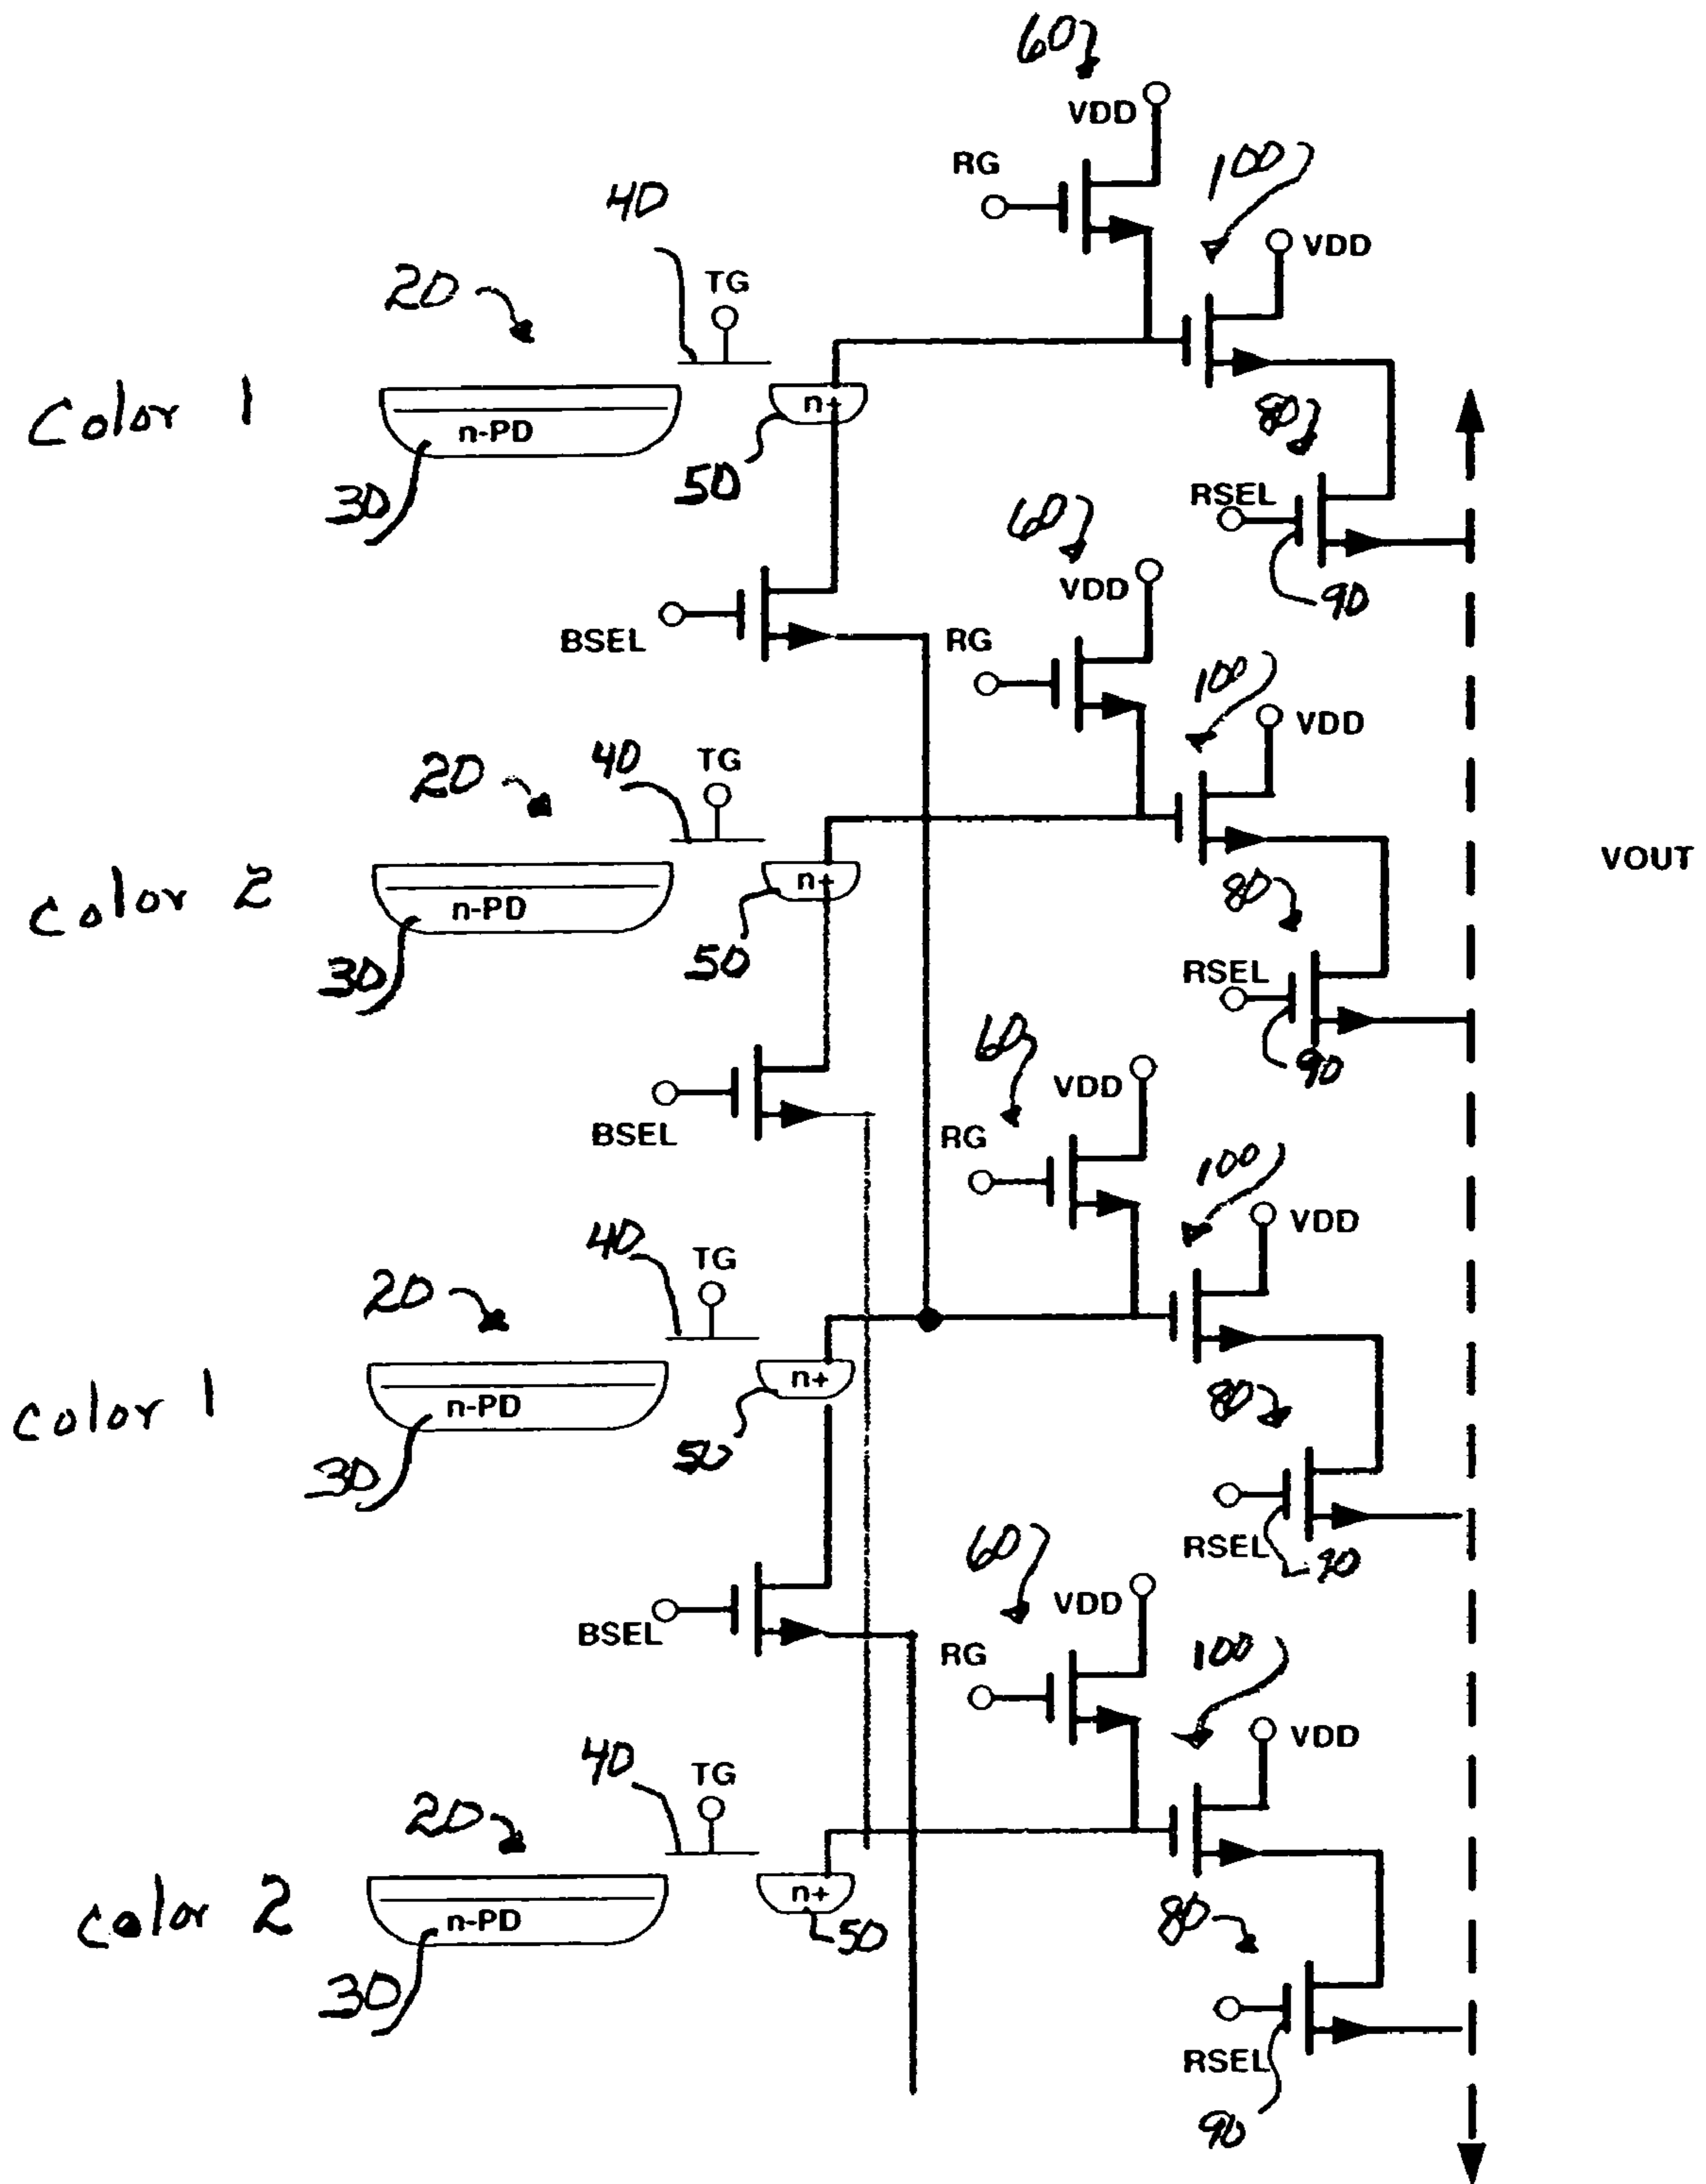 60
VDD
RG
100
40
VDD
20
TG
Color 1
n-PD
n+
80
30
50
RSEL
60
90
VDD
BSEL
RG
100
VDD
20
40
TG
VOUT
color 2
n-PD
n+
80
30
50
RSEL
60
90
VDD
BSEL
RG
100
40
TG
VDD
20
color 1
n-PD
n+
80
30
50
60
RSEL
90
VDD
BSEL
RG
100
40
TG
VDD
20
color 2
n-PD
n+
50
80
30
RSEL
90